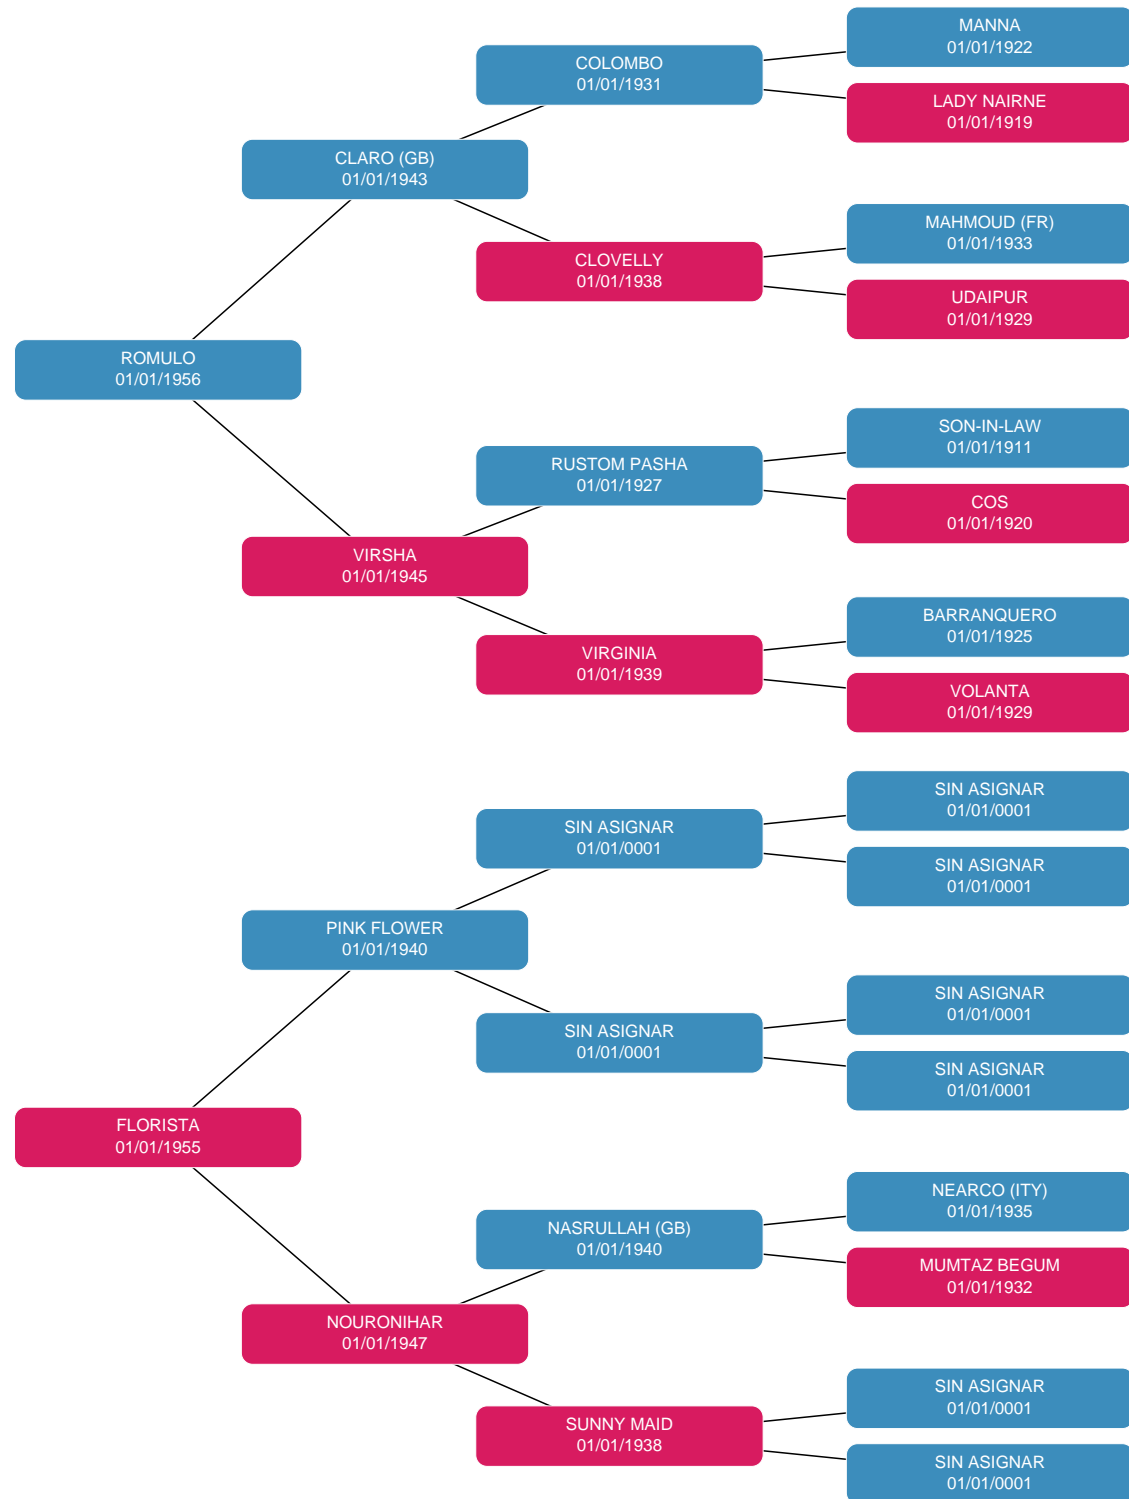 MANNA
01/01/1922
COLOMBO
01/01/1931
LADY NAIRNE
01/01/1919
CLARO (GB)
01/01/1943
MAHMOUD (FR)
01/01/1933
CLOVELLY
01/01/1938
UDAIPUR
01/01/1929
ROMULO
01/01/1956
SON-IN-LAW
01/01/1911
RUSTOM PASHA
01/01/1927
COS
01/01/1920
VIRSHA
01/01/1945
BARRANQUERO
01/01/1925
VIRGINIA
01/01/1939
VOLANTA
01/01/1929
SIN ASIGNAR
01/01/0001
SIN ASIGNAR
01/01/0001
SIN ASIGNAR
01/01/0001
PINK FLOWER
01/01/1940
SIN ASIGNAR
01/01/0001
SIN ASIGNAR
01/01/0001
SIN ASIGNAR
01/01/0001
FLORISTA
01/01/1955
NEARCO (ITY)
01/01/1935
NASRULLAH (GB)
01/01/1940
MUMTAZ BEGUM
01/01/1932
NOURONIHAR
01/01/1947
SIN ASIGNAR
01/01/0001
SUNNY MAID
01/01/1938
SIN ASIGNAR
01/01/0001